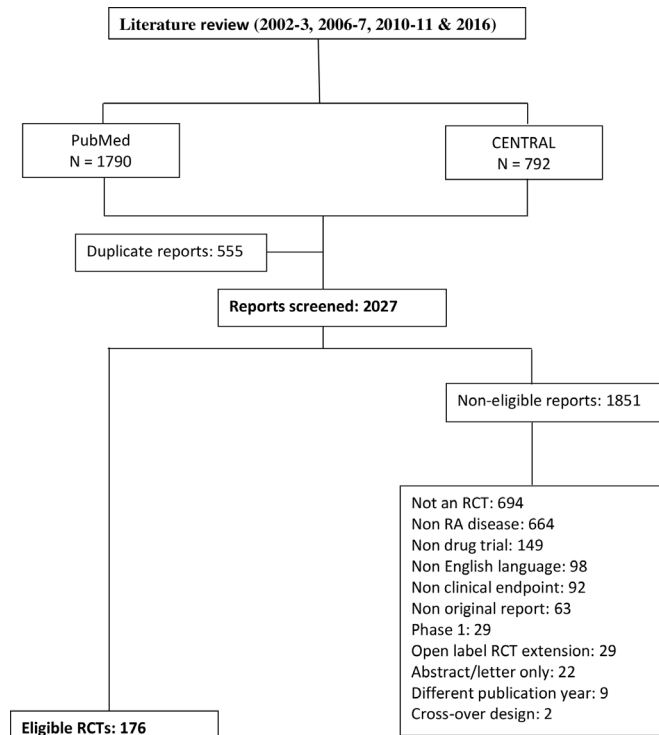 Literature review (2002-3, 2006-7, 2010-11 & 2016)
PubMed
N = 1790
CENTRAL
N = 792
Duplicate reports: 555
Reports screened: 2027
Non-eligible reports: 1851
Not an RCT: 694
Non RA disease: 664
Non drug trial: 149
Non English language: 98
Non clinical endpoint: 92
Non original report: 63
Phase 1: 29
Open label RCT extension: 29
Abstract/letter only: 22
Different publication year: 9
Cross-over design: 2
Eligible RCTs: 176